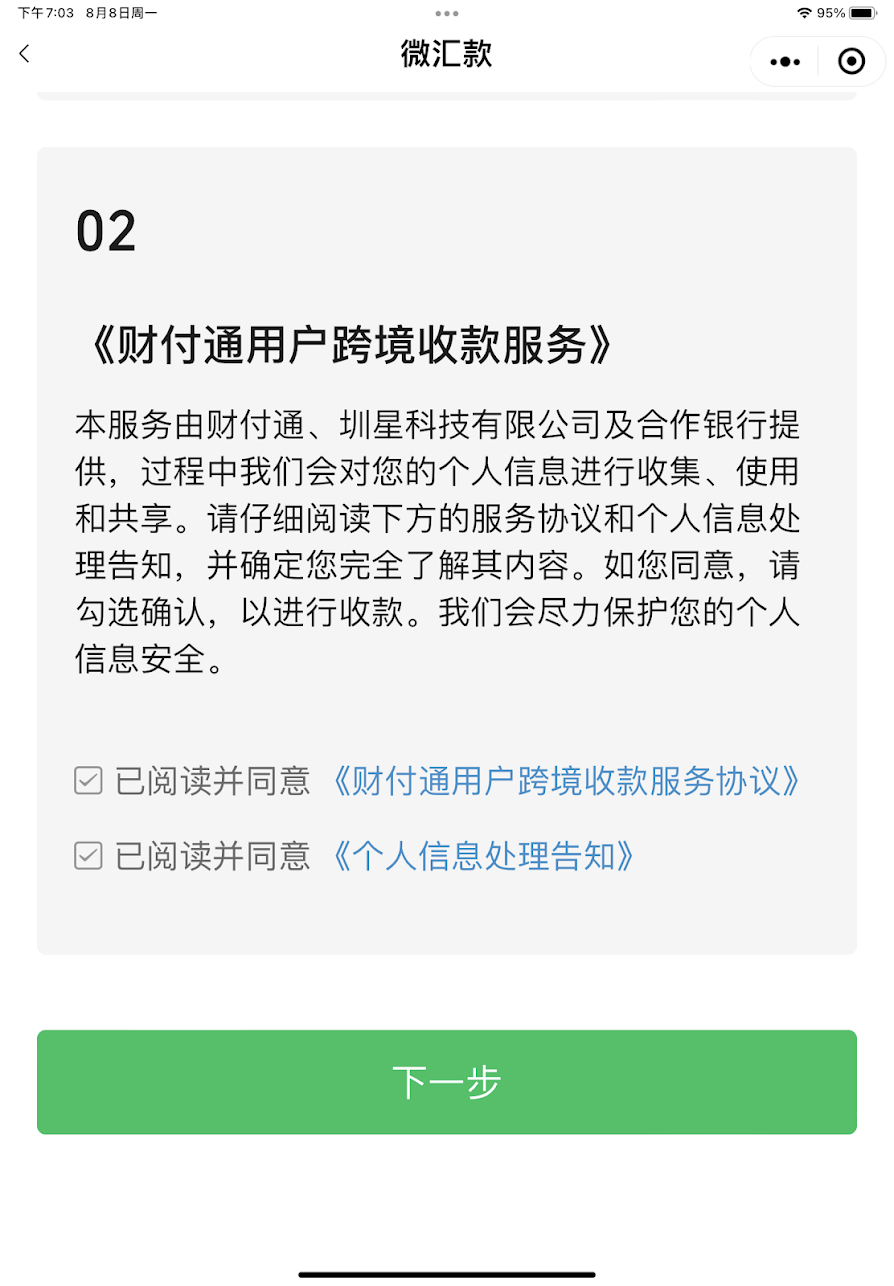 下午7:03 8月8日周一
95%
微汇款
02
《财付通用户跨境收款服务》
本服务由财付通、圳星科技有限公司及合作银行提
供，过程中我们会对您的个人信息进行收集、使用
和共享。请仔细阅读下方的服务协议和个人信息处
理告知，并确定您完全了解其内容。如您同意，请
勾选确认，以进行收款。我们会尽力保护您的个人
信息安全。
已阅读并同意《财付通用户跨境收款服务协议》
已阅读并同意《个人信息处理告知》
下一步